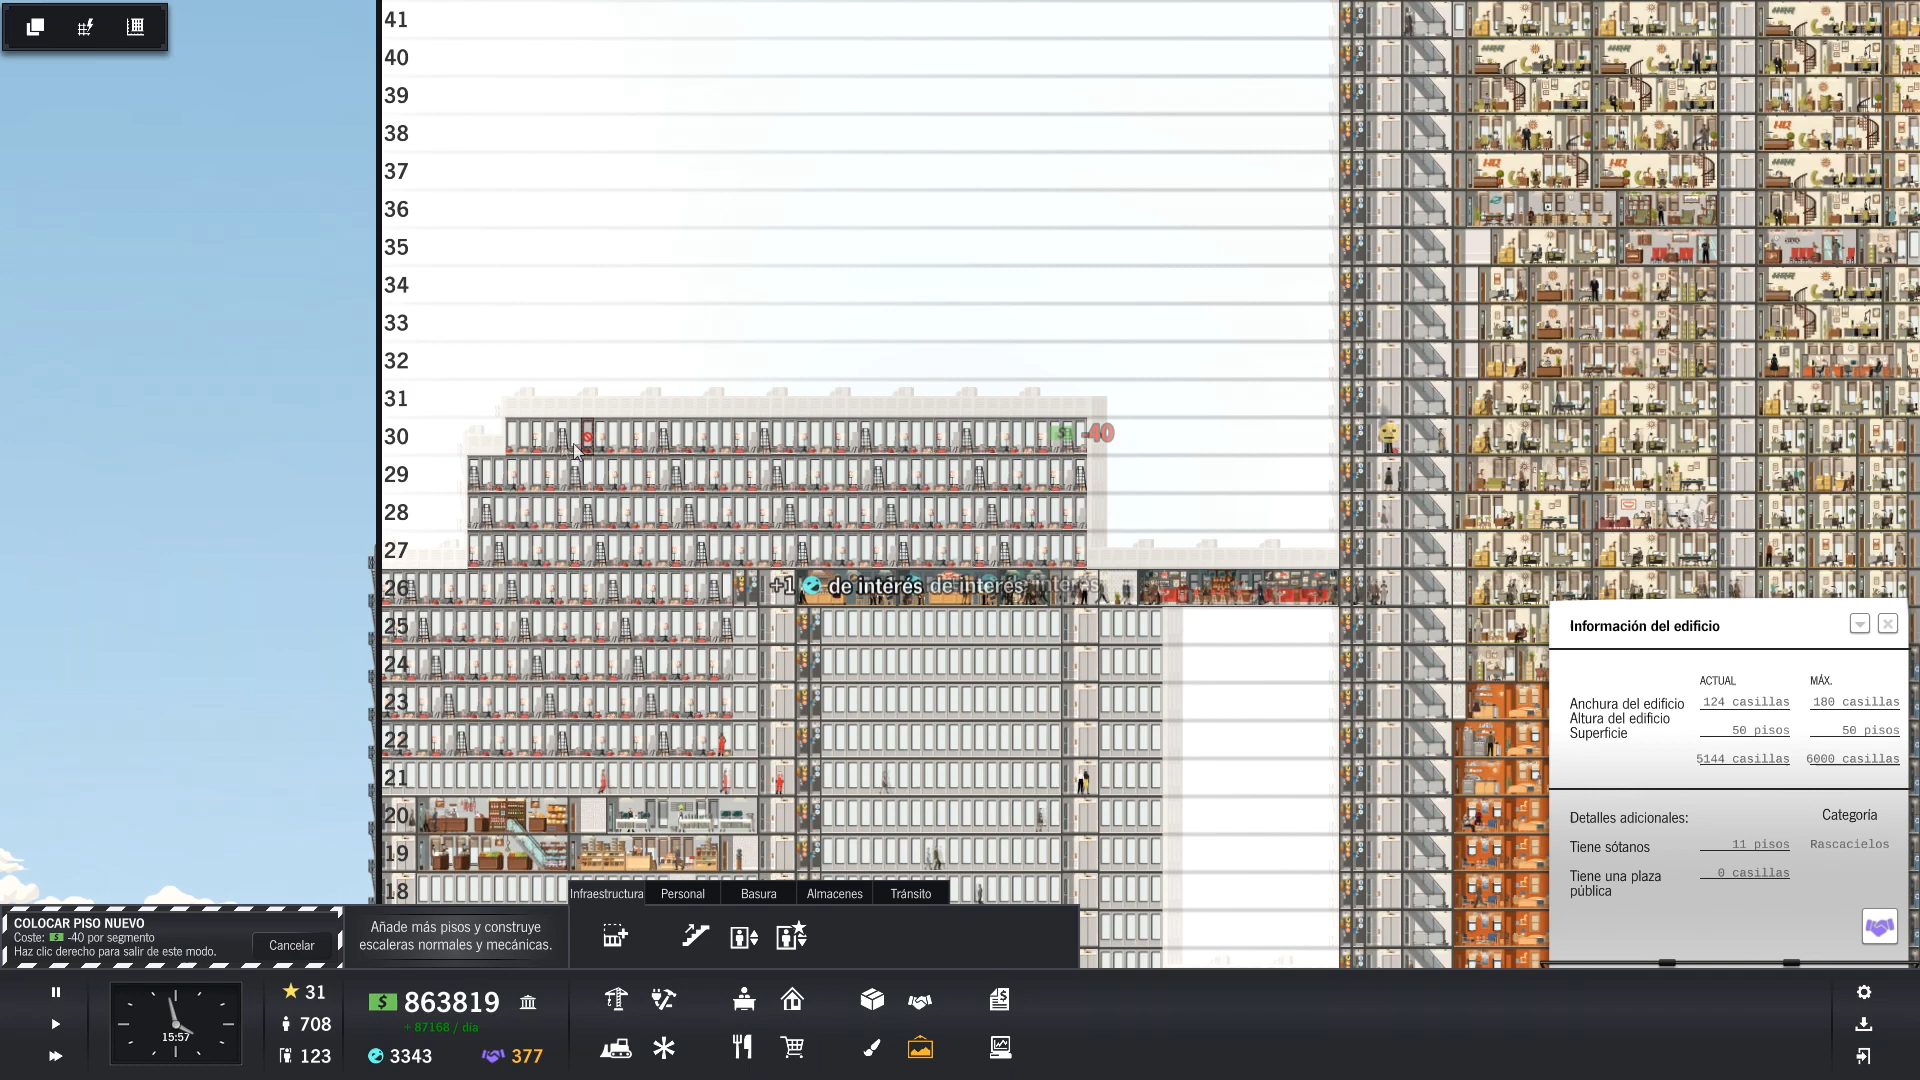 41
40
39
38
37
36
35
34
33
32
31
30
-40
29
28
27
26
+1 de interés de interés interés
25
24
23
22
21
20
19
18
Información del edificio
ACTUAL MÁX.
Anchura del edificio 124 casillas 180 casillas
Altura del edificio 50 pisos 50 pisos
Superficie 5144 casillas 6000 casillas
Detalles adicionales: Categoría
Tiene sótanos 11 pisos Rascacielos
Tiene una plaza pública 0 casillas
Infraestructura Personal Basura Almacenes Tránsito
COLOCAR PISO NUEVO
Coste: $ -40 por segmento
Haz clic derecho para salir de este modo.
Cancelar
Añade más pisos y construye
escaleras normales y mecánicas.
15:57
31
708
123
$ 863819
+ 87168 / día
3343 377